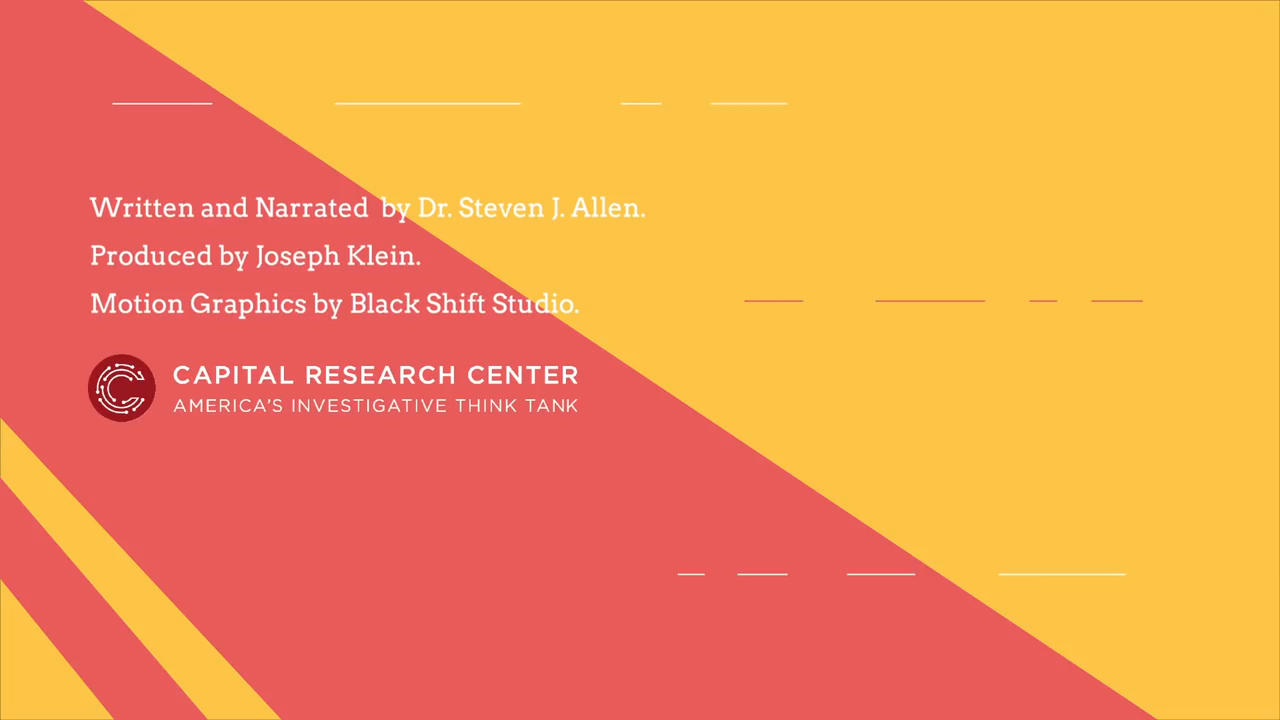 Written and Narrated by Dr. Steven J. Allen.
Produced by Joseph Klein.
Motion Graphics by Black Shift Studio.
CAPITAL RESEARCH CENTER
AMERICA'S INVESTIGATIVE THINK TANK